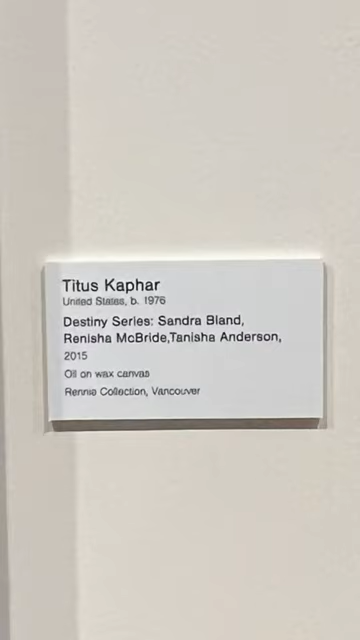 Titus Kaphar
United States, b. 1976
Destiny Series: Sandra Bland,
Renisha McBride,Tanisha Anderson,
2015
Oil on wax canvas
Rennie Collection, Vancouver